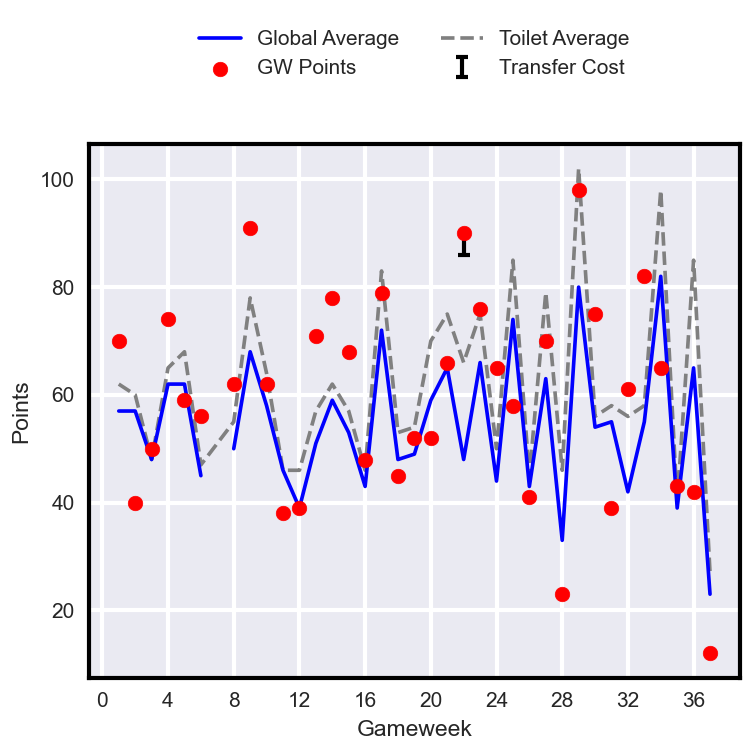 Global Average
Toilet Average
GW Points
Transfer Cost
100
80
60
40
20
Points
0 4 8 12 16 20 24 28 32 36
Gameweek